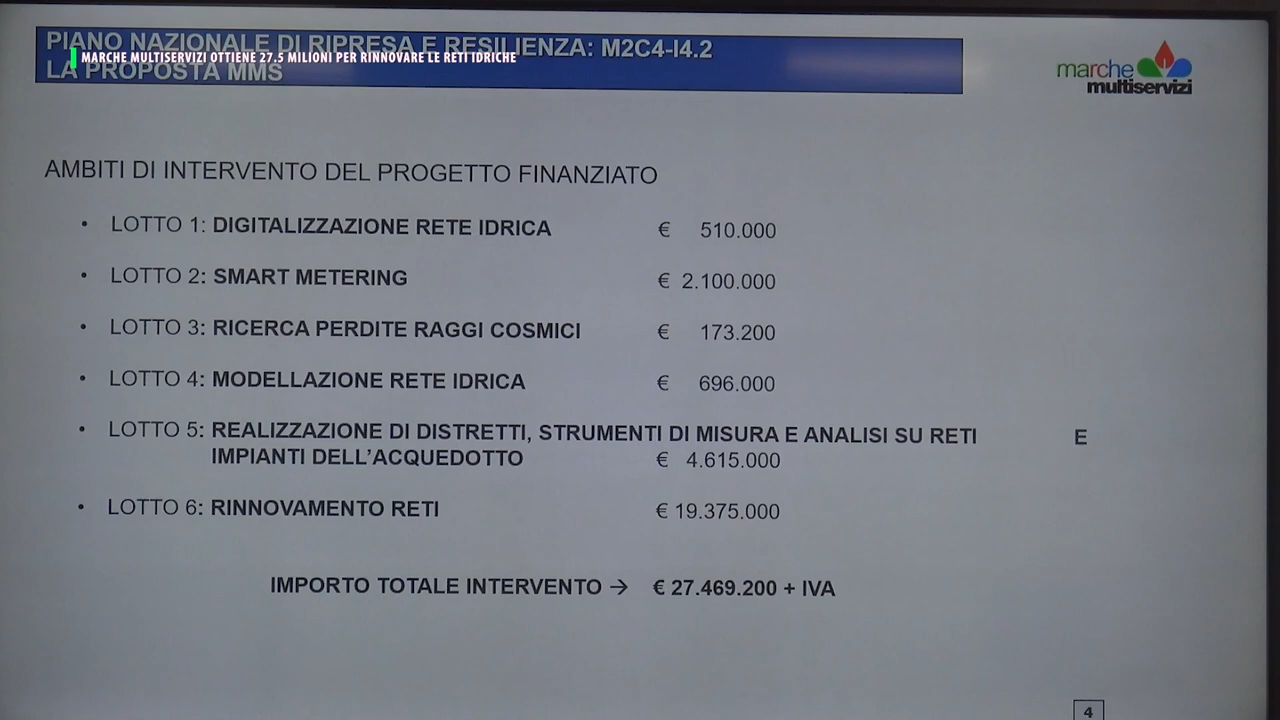 PIANO NAZIONALE DI RIPRESA E RESILIENZA: M2C4-I4.2
MARCHE MULTISERVIZI OTTIENE 27.5 MILIONI PER RINNOVARE LE RETI IDRICHE
LA PROPOSTA MMS
marche
multiservizi
AMBITI DI INTERVENTO DEL PROGETTO FINANZIATO
• LOTTO 1: DIGITALIZZAZIONE RETE IDRICA € 510.000
• LOTTO 2: SMART METERING € 2.100.000
• LOTTO 3: RICERCA PERDITE RAGGI COSMICI € 173.200
• LOTTO 4: MODELLAZIONE RETE IDRICA € 696.000
• LOTTO 5: REALIZZAZIONE DI DISTRETTI, STRUMENTI DI MISURA E ANALISI SU RETI E
IMPIANTI DELL'ACQUEDOTTO € 4.615.000
• LOTTO 6: RINNOVAMENTO RETI € 19.375.000
IMPORTO TOTALE INTERVENTO → € 27.469.200 + IVA
4